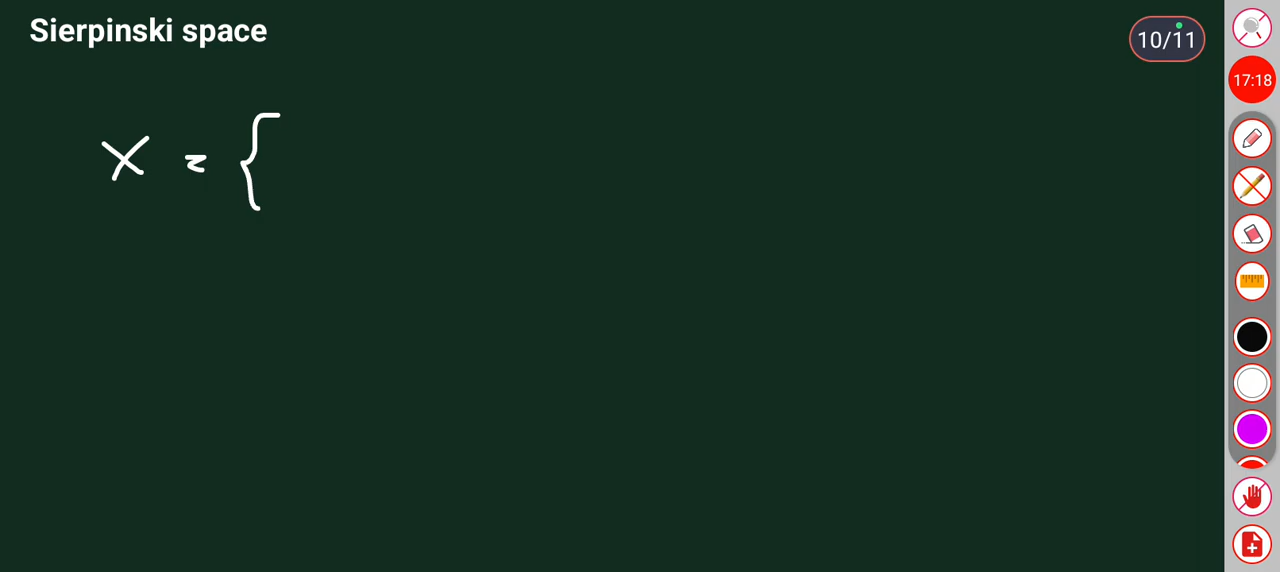 Sierpinski space
10/11
17:18
X = {